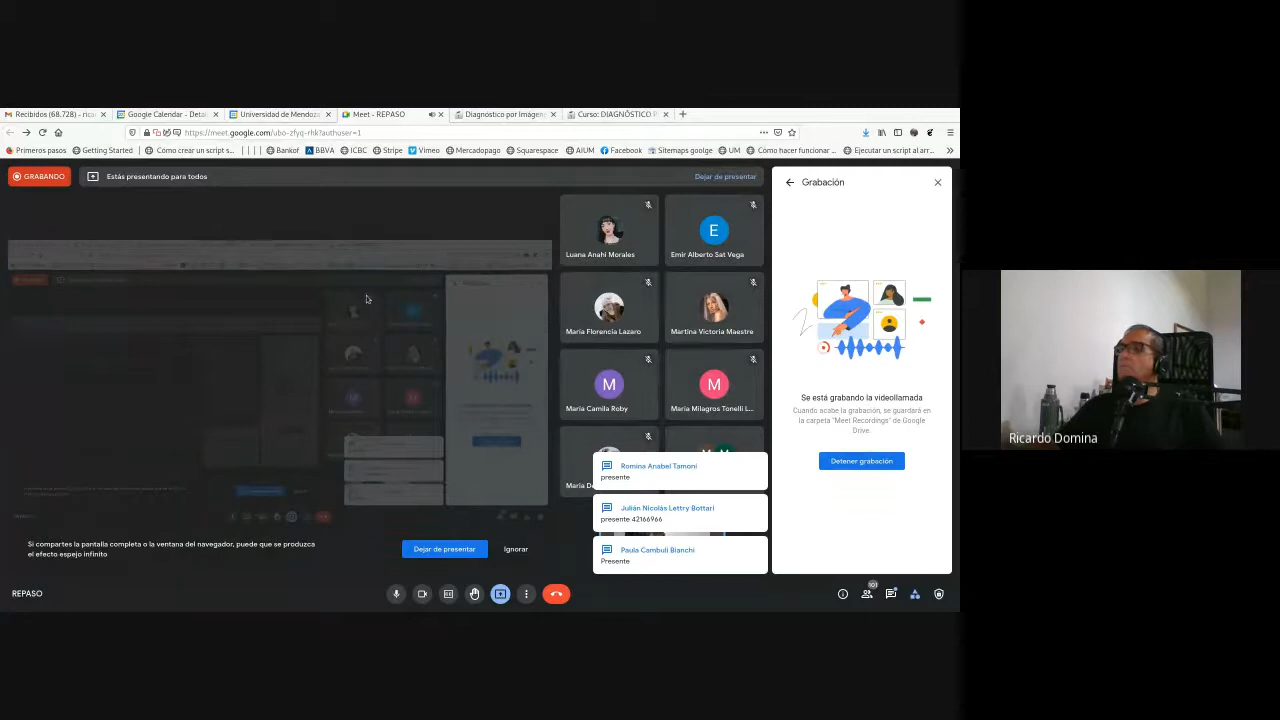 Recibidos (68.728) - rica
Google Calendar - Detal
Universidad de Mendoza
Meet - REPASO
Diagnóstico por Imágen
Curso: DIAGNÓSTICO P
https://meet.google.com/ubo-zfyq-rhk?authuser=1
Primeros pasos
Getting Started
Cómo crear un script s...
Bankof
BBVA
ICBC
Stripe
Vimeo
Mercadopago
Squarespace
AIUM
Facebook
Sitemaps goolge
UM
Cómo hacer funcionar ...
Ejecutar un script al arr...
GRABANDO
Estás presentando para todos
Dejar de presentar
Grabación
Luana Anahi Morales
E
Emir Alberto Sat Vega
María Florencia Lazaro
Martina Victoria Maestre
M
María Camila Roby
M
María Milagros Tonelli L...
Romina Anabel Tamoni
presente
Julián Nicolás Lettry Bottari
presente 42166966
Paula Cambuli Bianchi
Presente
Se está grabando la videollamada
Cuando acabe la grabación, se guardará en
la carpeta "Meet Recordings" de Google
Drive.
Detener grabación
Si compartes la pantalla completa o la ventana del navegador, puede que se produzca
el efecto espejo infinito
Dejar de presentar
Ignorar
REPASO
Ricardo Domina